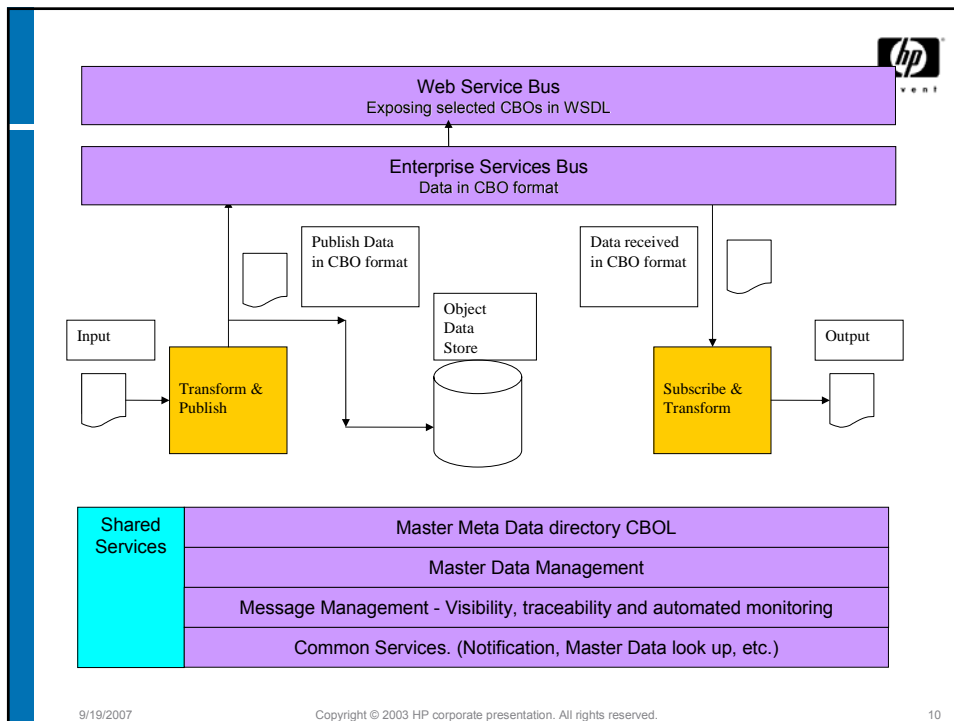 hp
invent
Web Service Bus
Exposing selected CBOs in WSDL
Enterprise Services Bus
Data in CBO format
Publish Data
in CBO format
Data received
in CBO format
Object
Data
Store
Input
Output
Transform &
Publish
Subscribe &
Transform
Shared
Services
Master Meta Data directory CBOL
Master Data Management
Message Management - Visibility, traceability and automated monitoring
Common Services. (Notification, Master Data look up, etc.)
9/19/2007
Copyright © 2003 HP corporate presentation. All rights reserved.
10